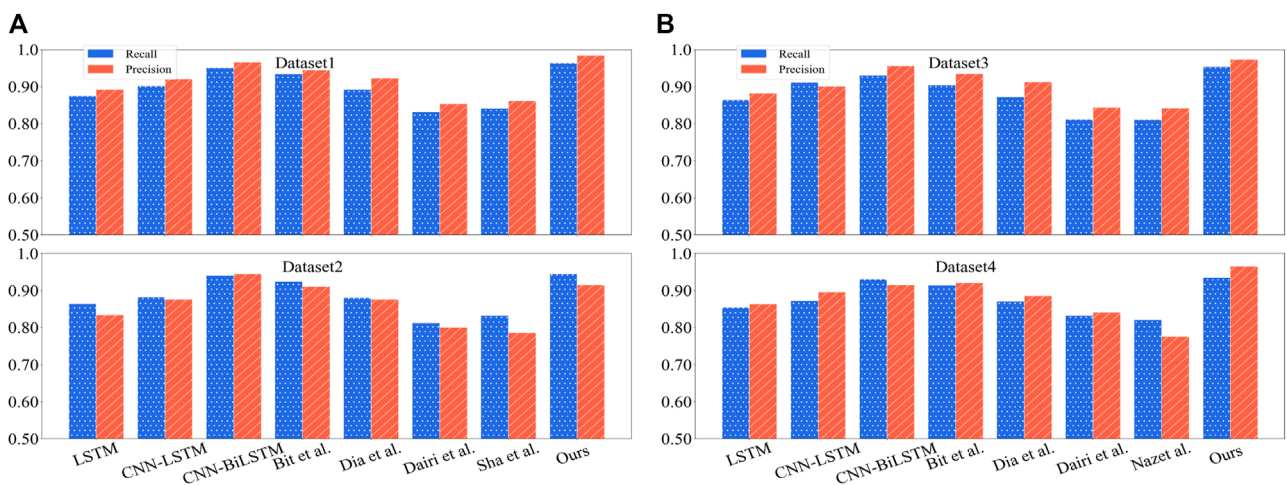 A
1.0
0.90
0.80
0.70
0.60
0.50
Recall
Precision
Dataset1
1.0
0.90
0.80
0.70
0.60
0.50
Dataset2
LSTM
CNN-LSTM
CNN-BiLSTM
Bit et al.
Dia et al.
Dairi et al.
Sha et al.
Ours
B
1.0
0.90
0.80
0.70
0.60
0.50
Recall
Precision
Dataset3
1.0
0.90
0.80
0.70
0.60
0.50
Dataset4
LSTM
CNN-LSTM
CNN-BiLSTM
Bit et al.
Dia et al.
Dairi et al.
Nazet al.
Ours